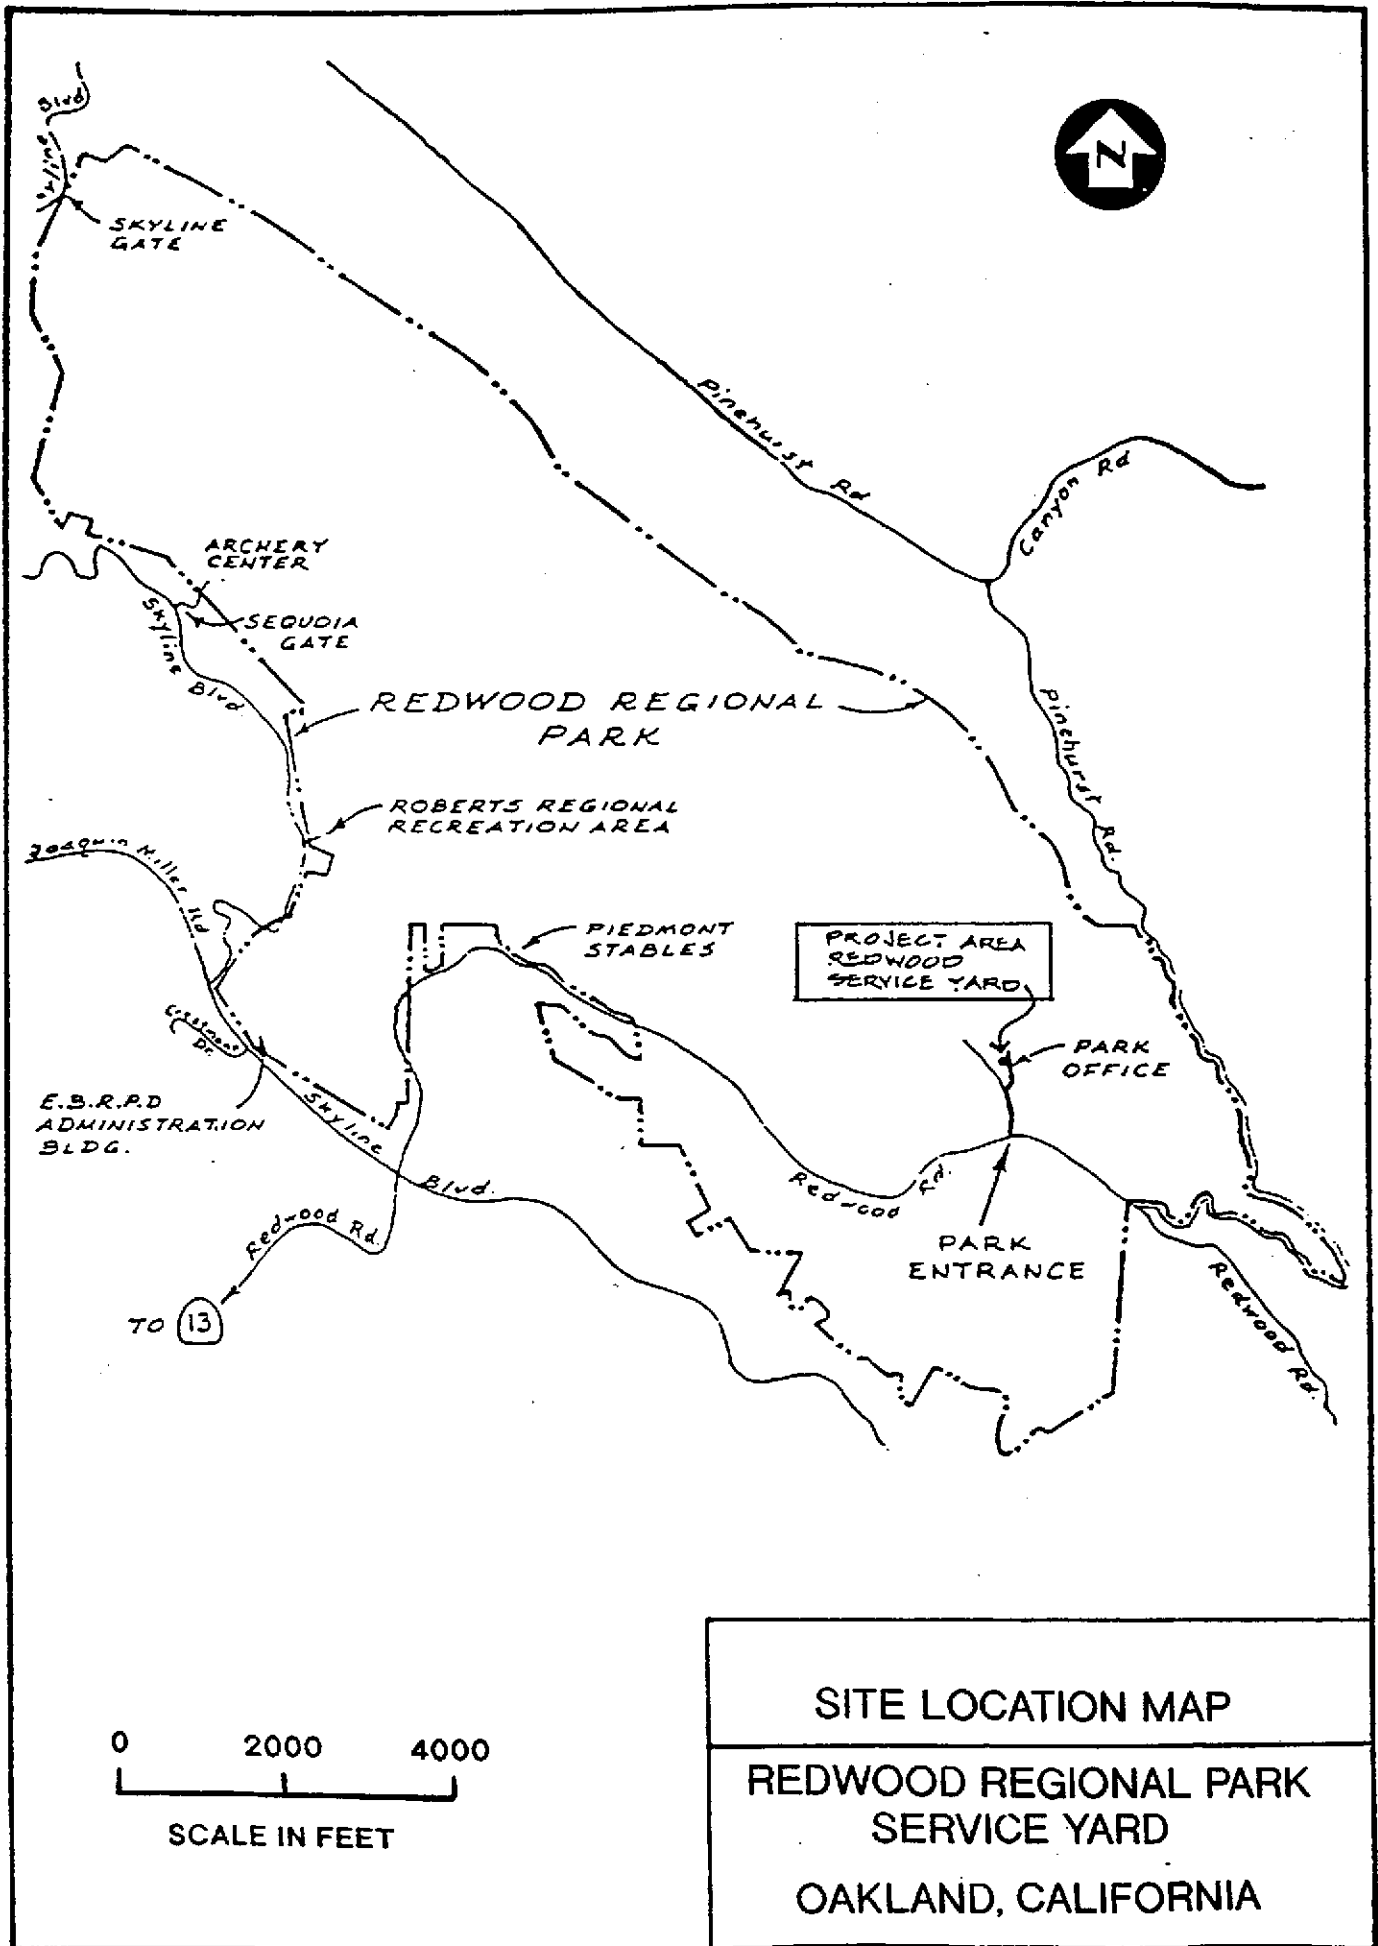 Blvd
Skyline
N
SKYLINE
GATE
Pinehurst Rd
Canyon Rd
ARCHERY
CENTER
SEQUOIA
GATE
Skyline Blvd.
REDWOOD REGIONAL
PARK
Pinehurst Rd.
ROBERTS REGIONAL
RECREATION AREA
Joaquin Miller Rd
PIEDMONT
STABLES
PROJECT AREA
REDWOOD
SERVICE YARD
Dr.
PARK
OFFICE
E.B.R.P.D
ADMINISTRATION
BLDG.
Skyline Blvd.
Redwood Rd.
Redwood Rd.
PARK
ENTRANCE
Redwood Rd.
TO 13
0 2000 4000
SCALE IN FEET
SITE LOCATION MAP
REDWOOD REGIONAL PARK
SERVICE YARD
OAKLAND, CALIFORNIA